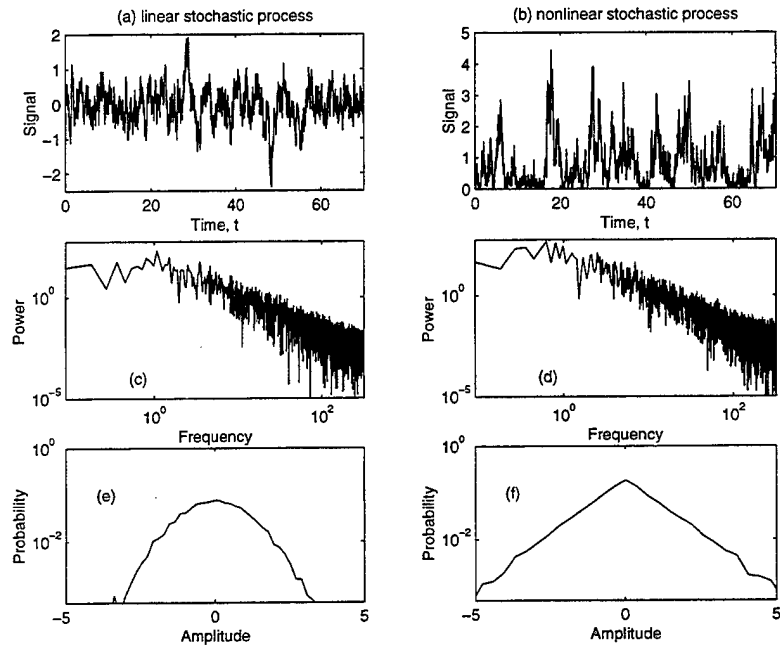 (a) linear stochastic process
(b) nonlinear stochastic process
2
1
0
−1
−2
Signal
0
20
40
60
Time, t
5
4
3
2
1
0
Signal
0
20
40
60
Time, t
Power
10^0
10^−5
(c)
10^0
10^2
Frequency
Power
10^0
10^−5
(d)
10^0
10^2
Frequency
Probability
10^0
10^−2
(e)
−5
0
5
Amplitude
Probability
10^0
10^−2
(f)
−5
0
5
Amplitude